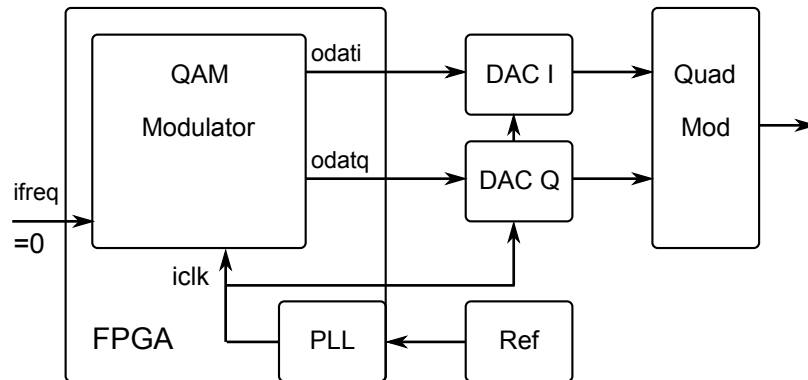 QAM
Modulator
odati
odatq
DAC I
DAC Q
Quad
Mod
ifreq
=0
iclk
FPGA
PLL
Ref